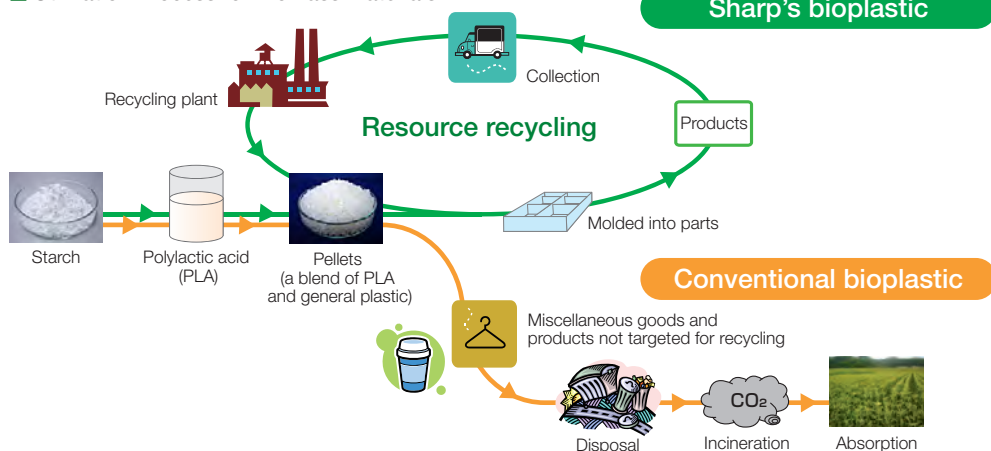 Sharp's bioplastic
Collection
Recycling plant
Resource recycling
Products
Molded into parts
Starch
Polylactic acid
(PLA)
Pellets
(a blend of PLA
and general plastic)
Conventional bioplastic
Miscellaneous goods and
products not targeted for recycling
CO₂
Disposal
Incineration
Absorption